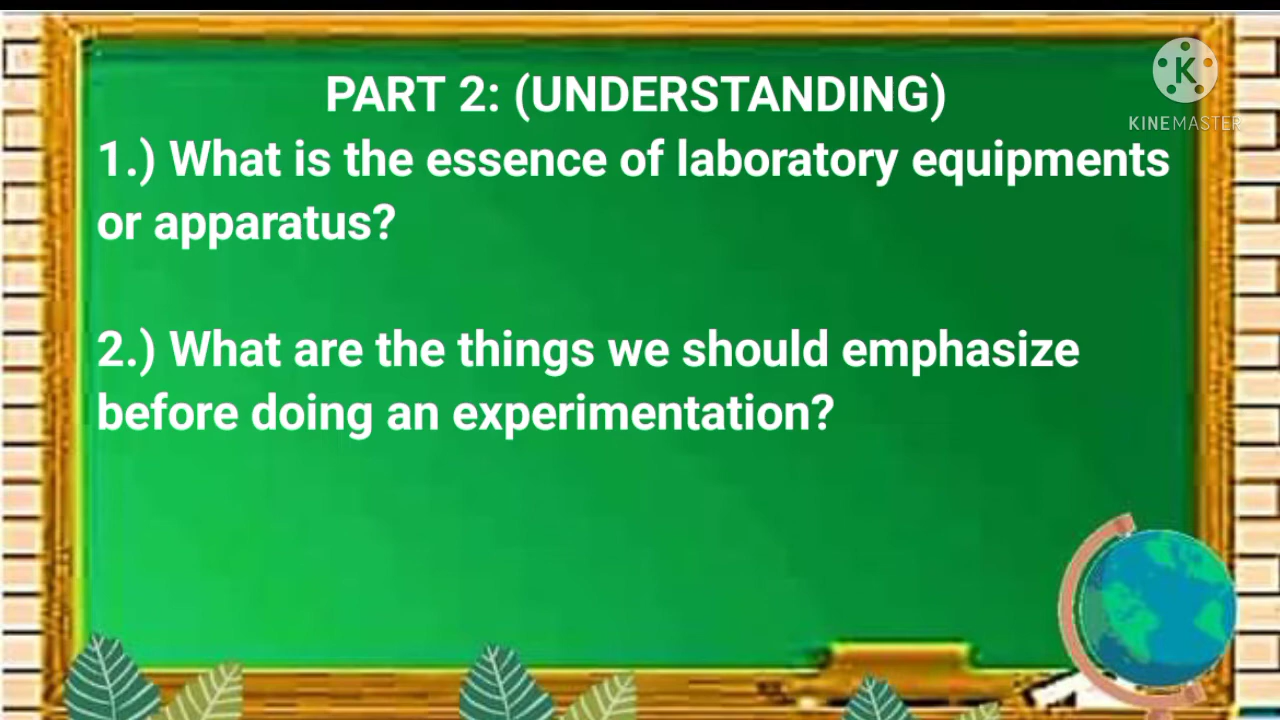 PART 2: (UNDERSTANDING)
1.) What is the essence of laboratory equipments
or apparatus?
2.) What are the things we should emphasize
before doing an experimentation?
K
KINEMASTER